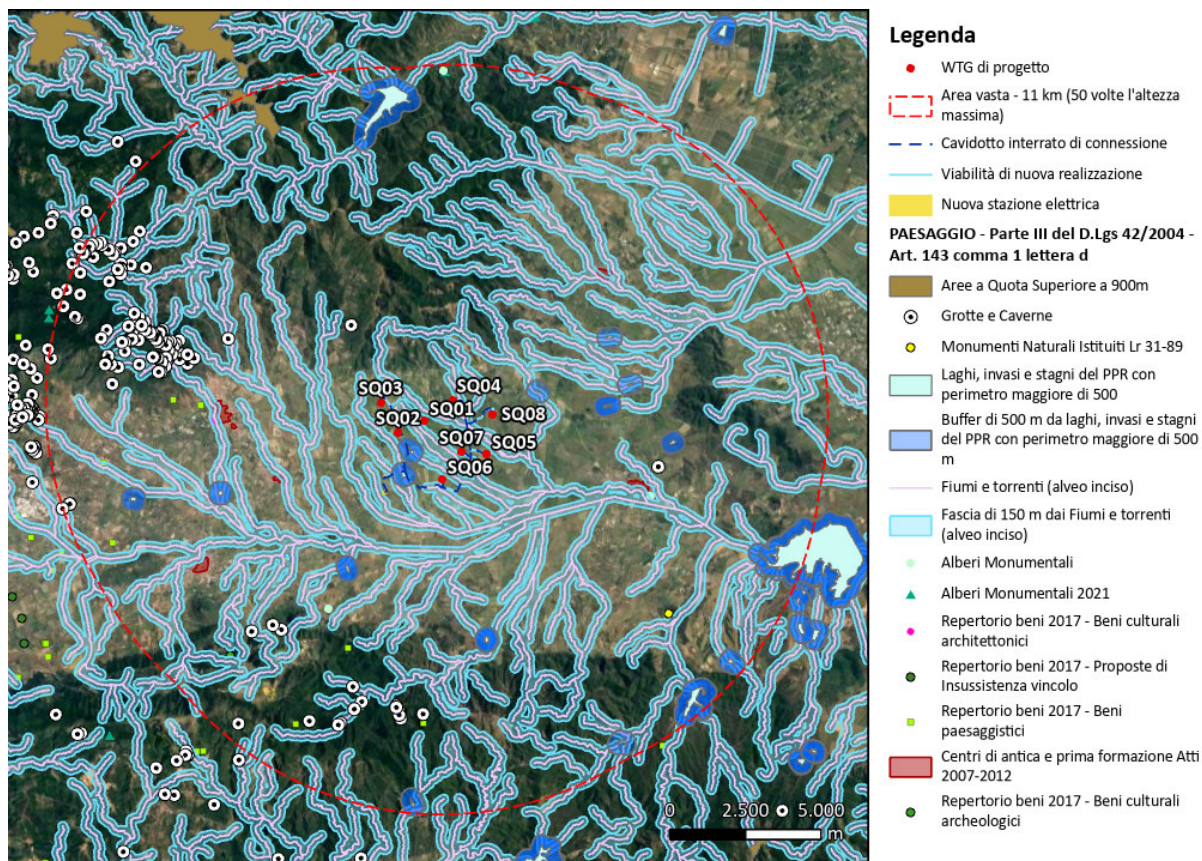 SQ03
SQ04
SQ01
SQ02
SQ08
SQ07
SQ05
SQ06
0 2.500 5.000
m
Legenda
WTG di progetto
Area vasta - 11 km (50 volte l'altezza
massima)
Cavidotto interrato di connessione
Viabilità di nuova realizzazione
Nuova stazione elettrica
PAESAGGIO - Parte III del D.Lgs 42/2004 -
Art. 143 comma 1 lettera d
Aree a Quota Superiore a 900m
Grotte e Caverne
Monumenti Naturali Istituiti Lr 31-89
Laghi, invasi e stagni del PPR con
perimetro maggiore di 500
Buffer di 500 m da laghi, invasi e stagni
del PPR con perimetro maggiore di 500
m
Fiumi e torrenti (alveo inciso)
Fascia di 150 m dai Fiumi e torrenti
(alveo inciso)
Alberi Monumentali
Alberi Monumentali 2021
Repertorio beni 2017 - Beni culturali
architettonici
Repertorio beni 2017 - Proposte di
Insussistenza vincolo
Repertorio beni 2017 - Beni
paesaggistici
Centri di antica e prima formazione Atti
2007-2012
Repertorio beni 2017 - Beni culturali
archeologici